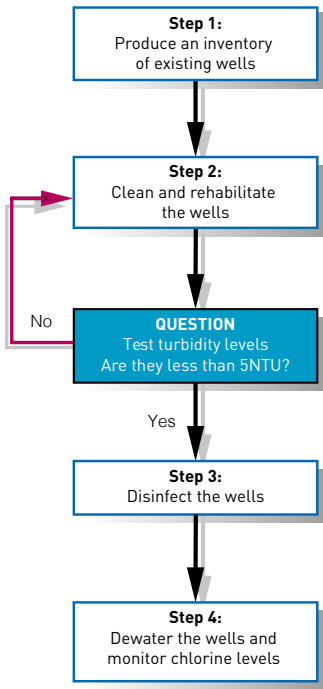 Step 1:
Produce an inventory
of existing wells
Step 2:
Clean and rehabilitate
the wells
No
QUESTION
Test turbidity levels
Are they less than 5NTU?
Yes
Step 3:
Disinfect the wells
Step 4:
Dewater the wells and
monitor chlorine levels